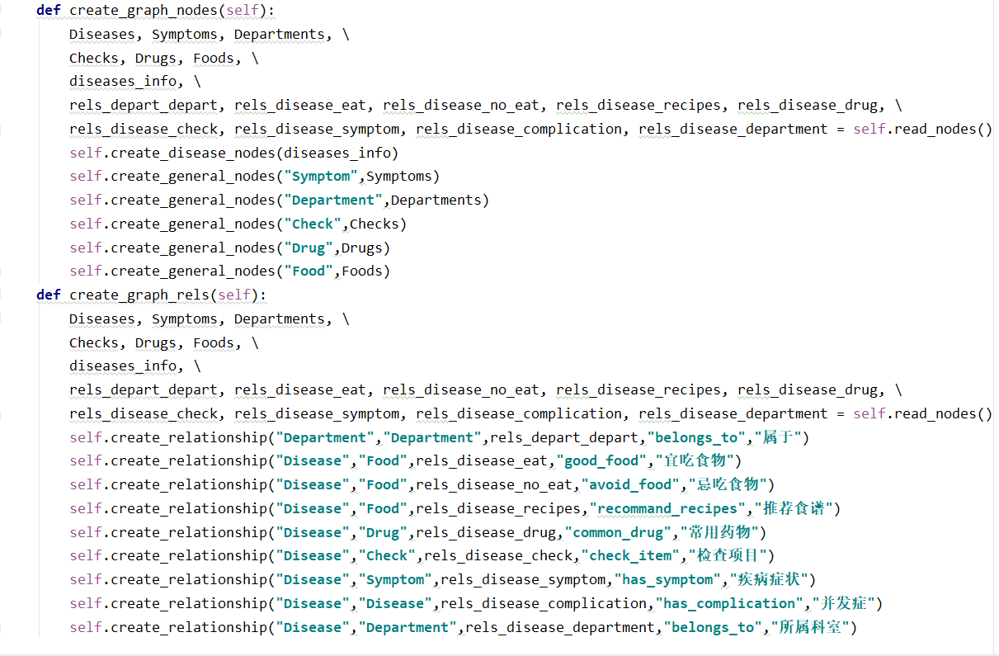 def create_graph_nodes(self):
    Diseases, Symptoms, Departments, \
    Checks, Drugs, Foods, \
    diseases_info, \
    rels_depart_depart, rels_disease_eat, rels_disease_no_eat, rels_disease_recipes, rels_disease_drug, \
    rels_disease_check, rels_disease_symptom, rels_disease_complication, rels_disease_department = self.read_nodes()
    self.create_disease_nodes(diseases_info)
    self.create_general_nodes("Symptom",Symptoms)
    self.create_general_nodes("Department",Departments)
    self.create_general_nodes("Check",Checks)
    self.create_general_nodes("Drug",Drugs)
    self.create_general_nodes("Food",Foods)
def create_graph_rels(self):
    Diseases, Symptoms, Departments, \
    Checks, Drugs, Foods, \
    diseases_info, \
    rels_depart_depart, rels_disease_eat, rels_disease_no_eat, rels_disease_recipes, rels_disease_drug, \
    rels_disease_check, rels_disease_symptom, rels_disease_complication, rels_disease_department = self.read_nodes()
    self.create_relationship("Department","Department",rels_depart_depart,"belongs_to","属于")
    self.create_relationship("Disease","Food",rels_disease_eat,"good_food","宜吃食物")
    self.create_relationship("Disease","Food",rels_disease_no_eat,"avoid_food","忌吃食物")
    self.create_relationship("Disease","Food",rels_disease_recipes,"recommand_recipes","推荐食谱")
    self.create_relationship("Disease","Drug",rels_disease_drug,"common_drug","常用药物")
    self.create_relationship("Disease","Check",rels_disease_check,"check_item","检查项目")
    self.create_relationship("Disease","Symptom",rels_disease_symptom,"has_symptom","疾病症状")
    self.create_relationship("Disease","Disease",rels_disease_complication,"has_complication","并发症")
    self.create_relationship("Disease","Department",rels_disease_department,"belongs_to","所属科室")